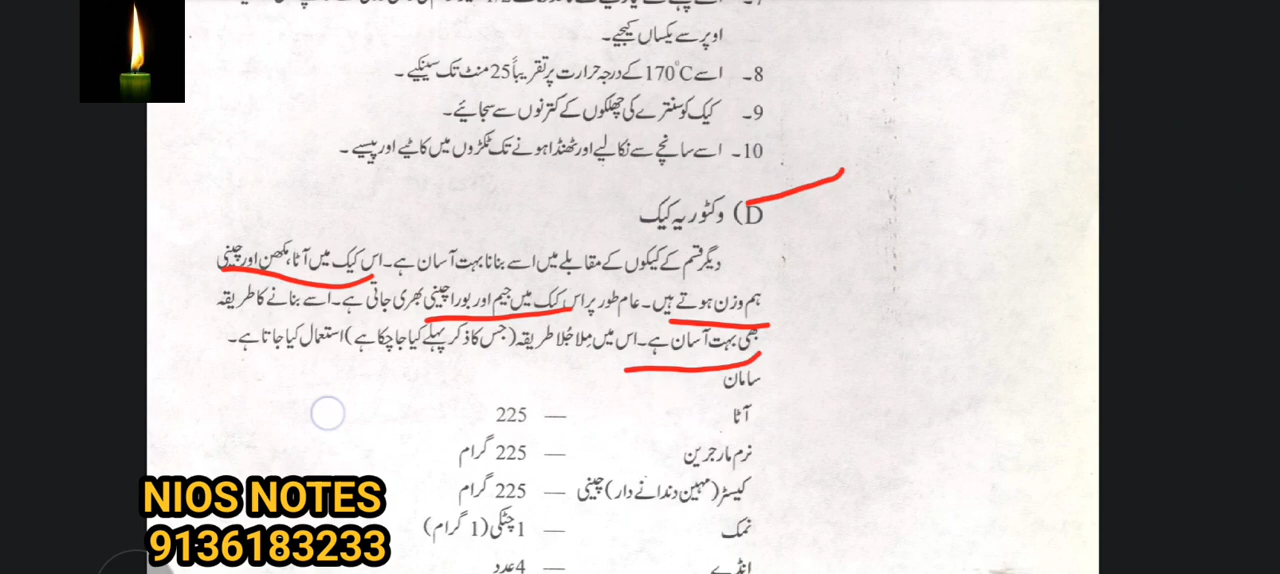 اوپر سے یکساں کیجیے۔
8۔ اسے 170°C کے درجہ حرارت پر تقریباً 25 منٹ تک سینکیے۔
9۔ کیک کو سنترے کی چھلکوں کے کترنوں سے سجائیے۔
10۔ اسے سانچے سے نکالیے اور ٹھنڈا ہونے تک ٹکڑوں میں کاٹیے اور پیسیے۔
D) وکٹوریہ کیک
دیگر قسم کے کیکوں کے مقابلے میں اسے بنانا بہت آسان ہے۔ اس کیک میں آٹا، مکھن اور چینی
ہم وزن ہوتے ہیں۔ عام طور پر اس کیک میں جیم اور بورا چینی بھری جاتی ہے۔ اسے بنانے کا طریقہ
بھی بہت آسان ہے۔ اس میں مِلا جُلا طریقہ (جس کا ذکر پہلے کیا جا چکا ہے) استعمال کیا جاتا ہے۔
سامان
آٹا — 225
نرم مارجرین — 225 گرام
کیسٹر (مہین دندانے دار) چینی — 225 گرام
نمک — 1 چٹکی (1 گرام)
انڈے — 4 عدد
NIOS NOTES
9136183233